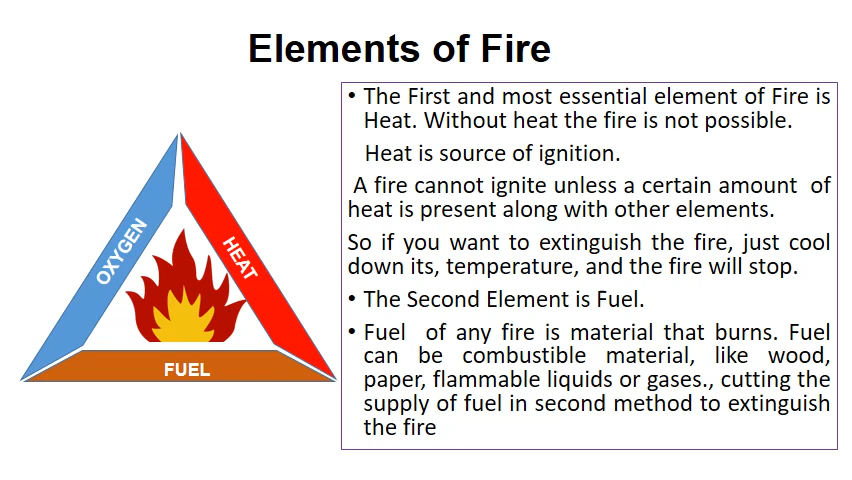 Elements of Fire
OXYGEN
HEAT
FUEL
• The First and most essential element of Fire is
Heat. Without heat the fire is not possible.
Heat is source of ignition.
A fire cannot ignite unless a certain amount of
heat is present along with other elements.
So if you want to extinguish the fire, just cool
down its, temperature, and the fire will stop.
• The Second Element is Fuel.
• Fuel of any fire is material that burns. Fuel
can be combustible material, like wood,
paper, flammable liquids or gases., cutting the
supply of fuel in second method to extinguish
the fire